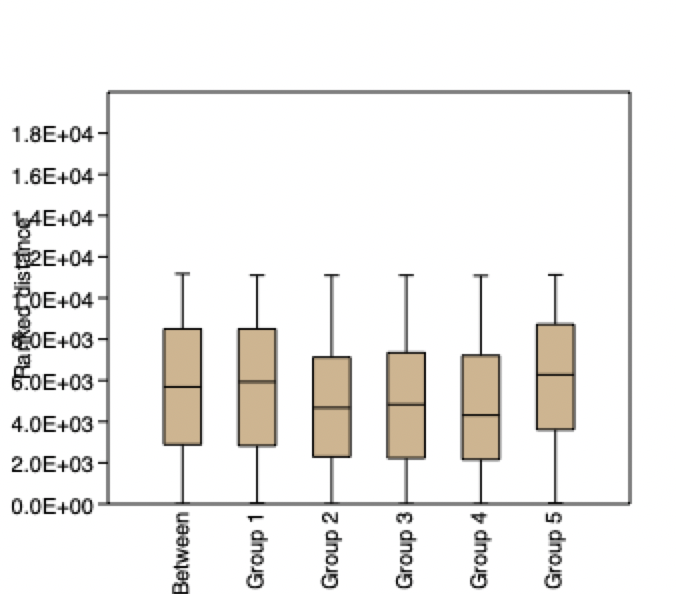 1.8E+04
1.6E+04
1.4E+04
1.2E+04
1.0E+04
8.0E+03
6.0E+03
4.0E+03
2.0E+03
0.0E+00
Ranked distance
Between
Group 1
Group 2
Group 3
Group 4
Group 5